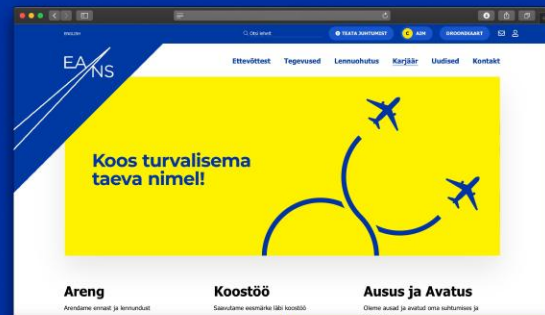 ENGLISH
Otsi lehelt
TEATA JUHTUMIST
AIM
DROONIKAART
EANS
Ettevõttest Tegevused Lennuohutus Karjäär Uudised Kontakt
Koos turvalisema
taeva nimel!
Areng Koostöö Ausus ja Avatus
Arendame ennast ja lennundust Saavutame eesmärke läbi koostöö Oleme ausad ja avatud oma suhtumises ja